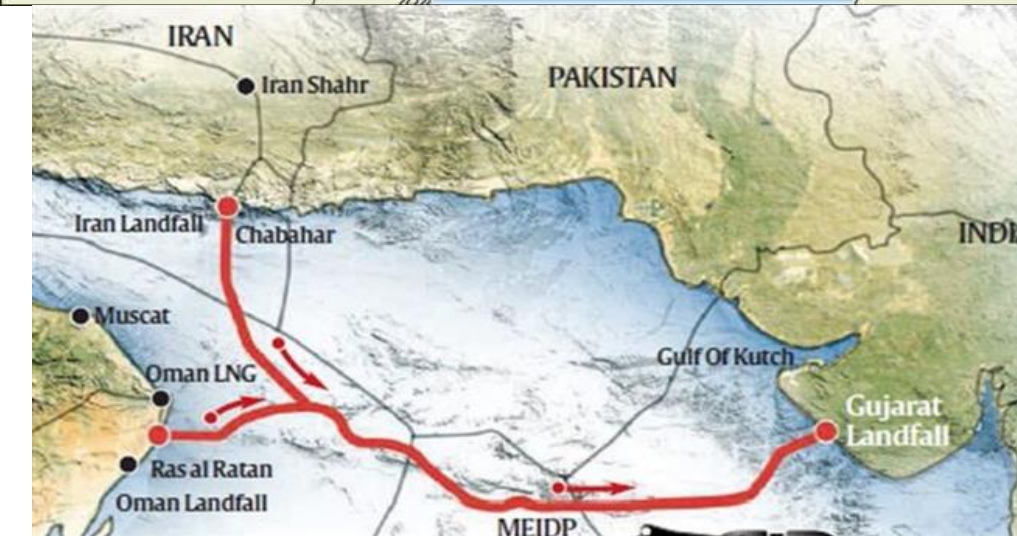 IRAN
Iran Shahr
PAKISTAN
Iran Landfall
Chabahar
INDI
Muscat
Gulf Of Kutch
Oman LNG
Gujarat
Landfall
Ras al Ratan
Oman Landfall
MEIDP